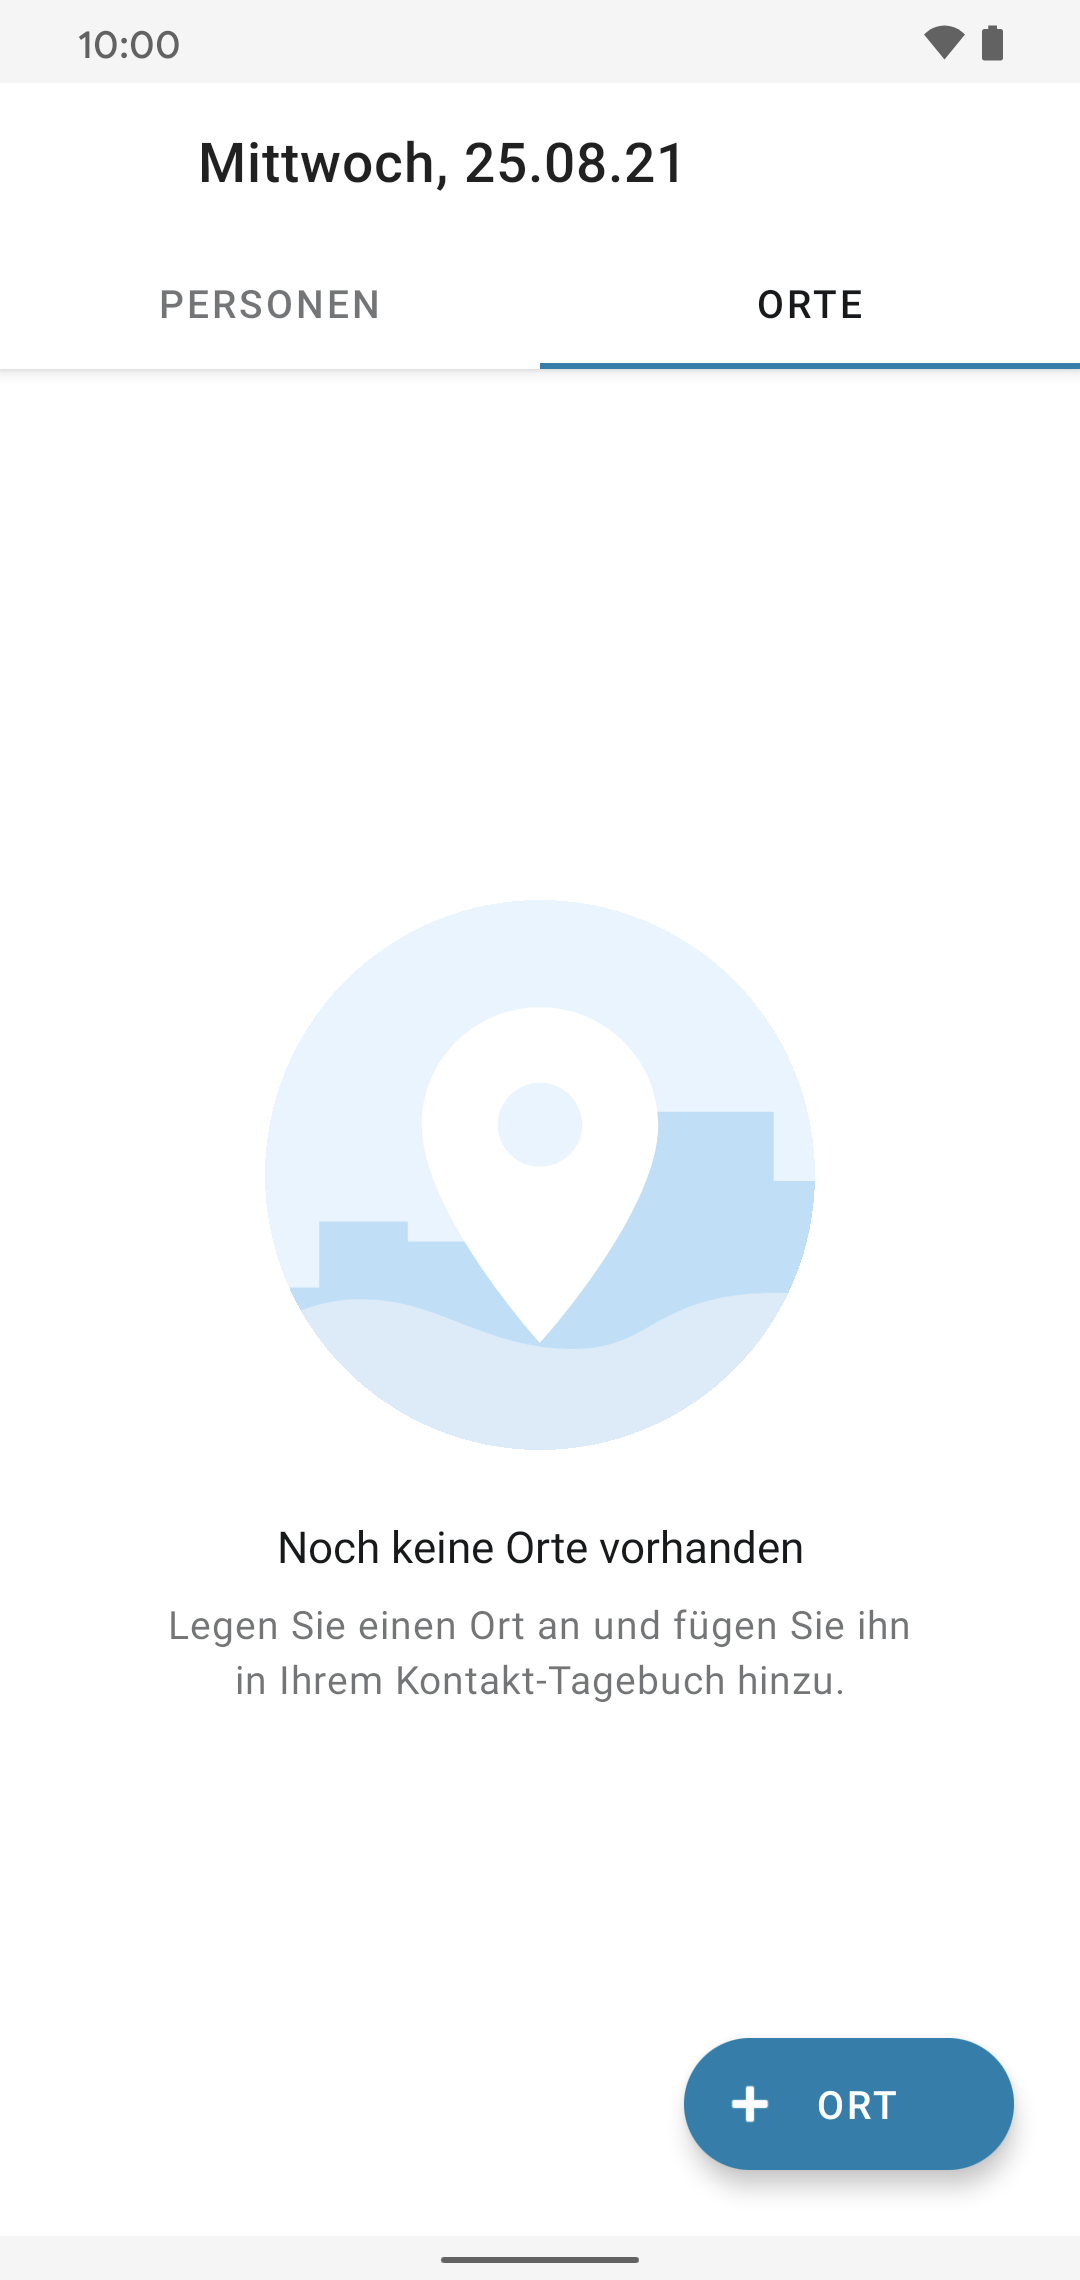 10:00
Mittwoch, 25.08.21
PERSONEN
ORTE
Noch keine Orte vorhanden
Legen Sie einen Ort an und fügen Sie ihn
in Ihrem Kontakt-Tagebuch hinzu.
ORT